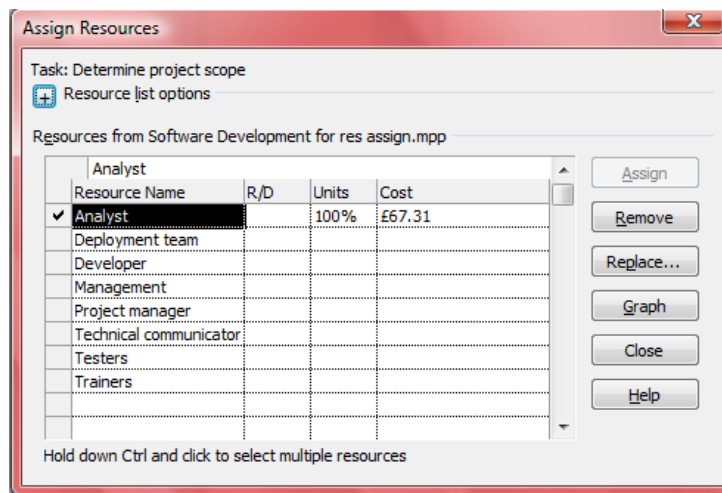 Assign Resources
Task: Determine project scope
Resource list options
Resources from Software Development for res assign.mpp
Analyst
Resource Name R/D Units Cost
Analyst 100% £67.31
Deployment team
Developer
Management
Project manager
Technical communicator
Testers
Trainers
Assign
Remove
Replace...
Graph
Close
Help
Hold down Ctrl and click to select multiple resources